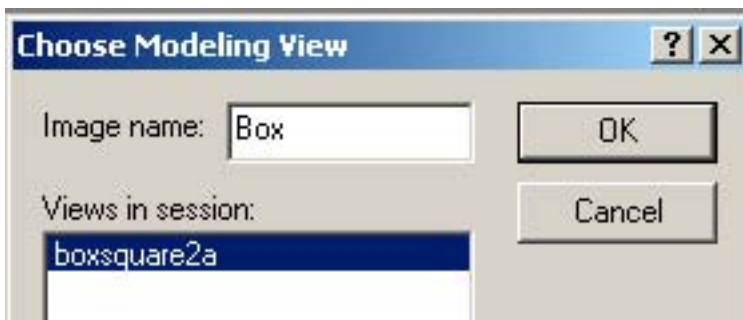 Choose Modeling View
Image name: Box
OK
Views in session:
Cancel
boxsquare2a